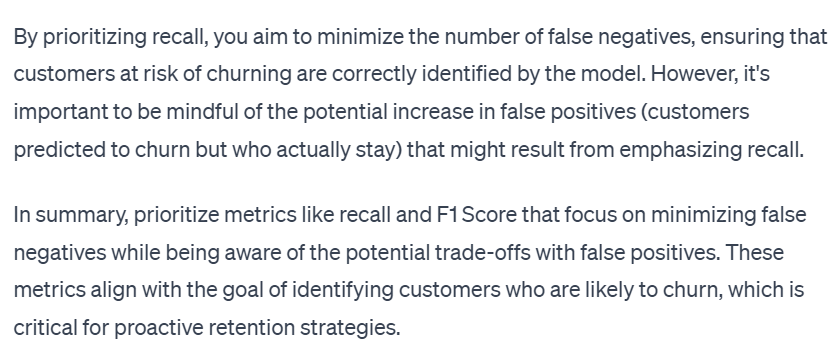 By prioritizing recall, you aim to minimize the number of false negatives, ensuring that
customers at risk of churning are correctly identified by the model. However, it's
important to be mindful of the potential increase in false positives (customers
predicted to churn but who actually stay) that might result from emphasizing recall.
In summary, prioritize metrics like recall and F1 Score that focus on minimizing false
negatives while being aware of the potential trade-offs with false positives. These
metrics align with the goal of identifying customers who are likely to churn, which is
critical for proactive retention strategies.